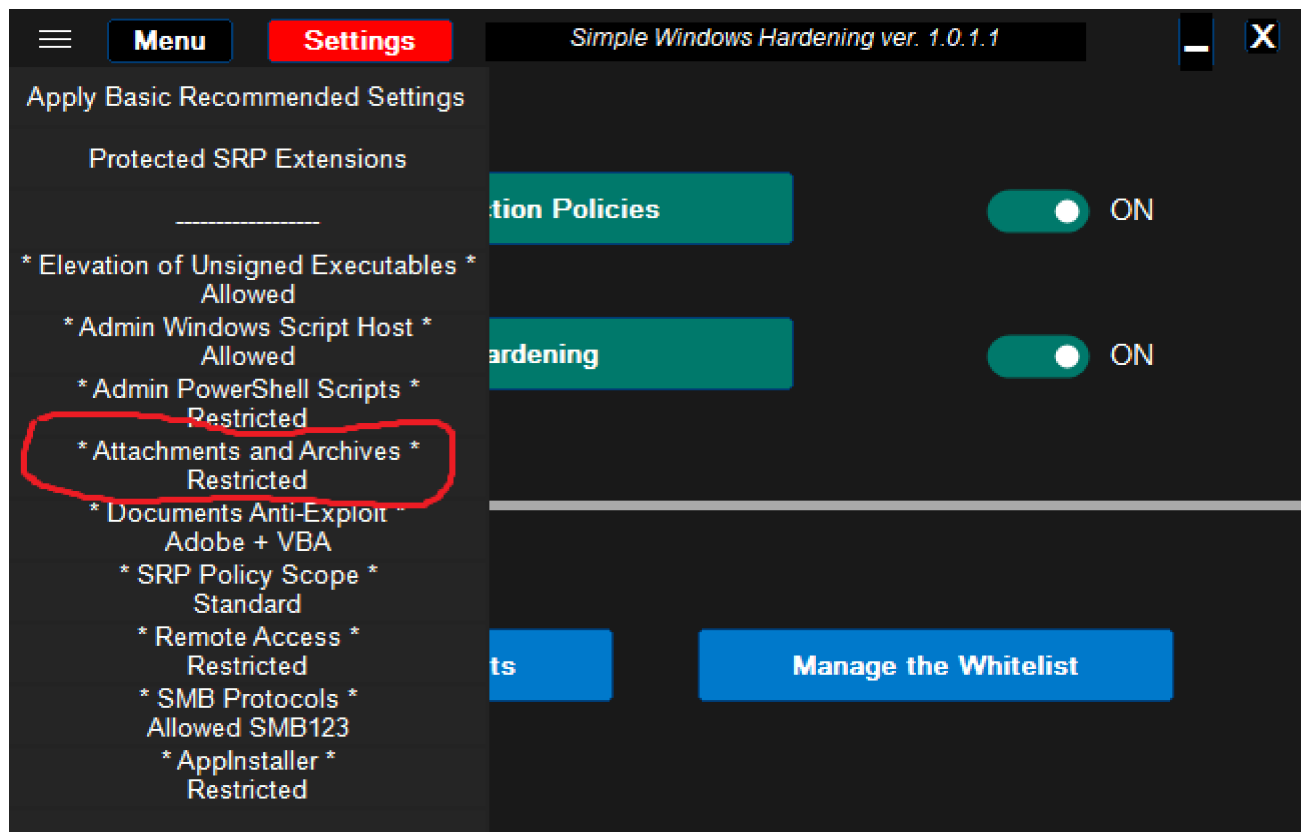 Menu Settings Simple Windows Hardening ver. 1.0.1.1 _ X
Apply Basic Recommended Settings
Protected SRP Extensions
------------------
tion Policies ON
* Elevation of Unsigned Executables *
Allowed
* Admin Windows Script Host *
Allowed
ardening ON
* Admin PowerShell Scripts *
Restricted
* Attachments and Archives *
Restricted
* Documents Anti-Exploit *
Adobe + VBA
* SRP Policy Scope *
Standard
* Remote Access *
Restricted
ts Manage the Whitelist
* SMB Protocols *
Allowed SMB123
* AppInstaller *
Restricted